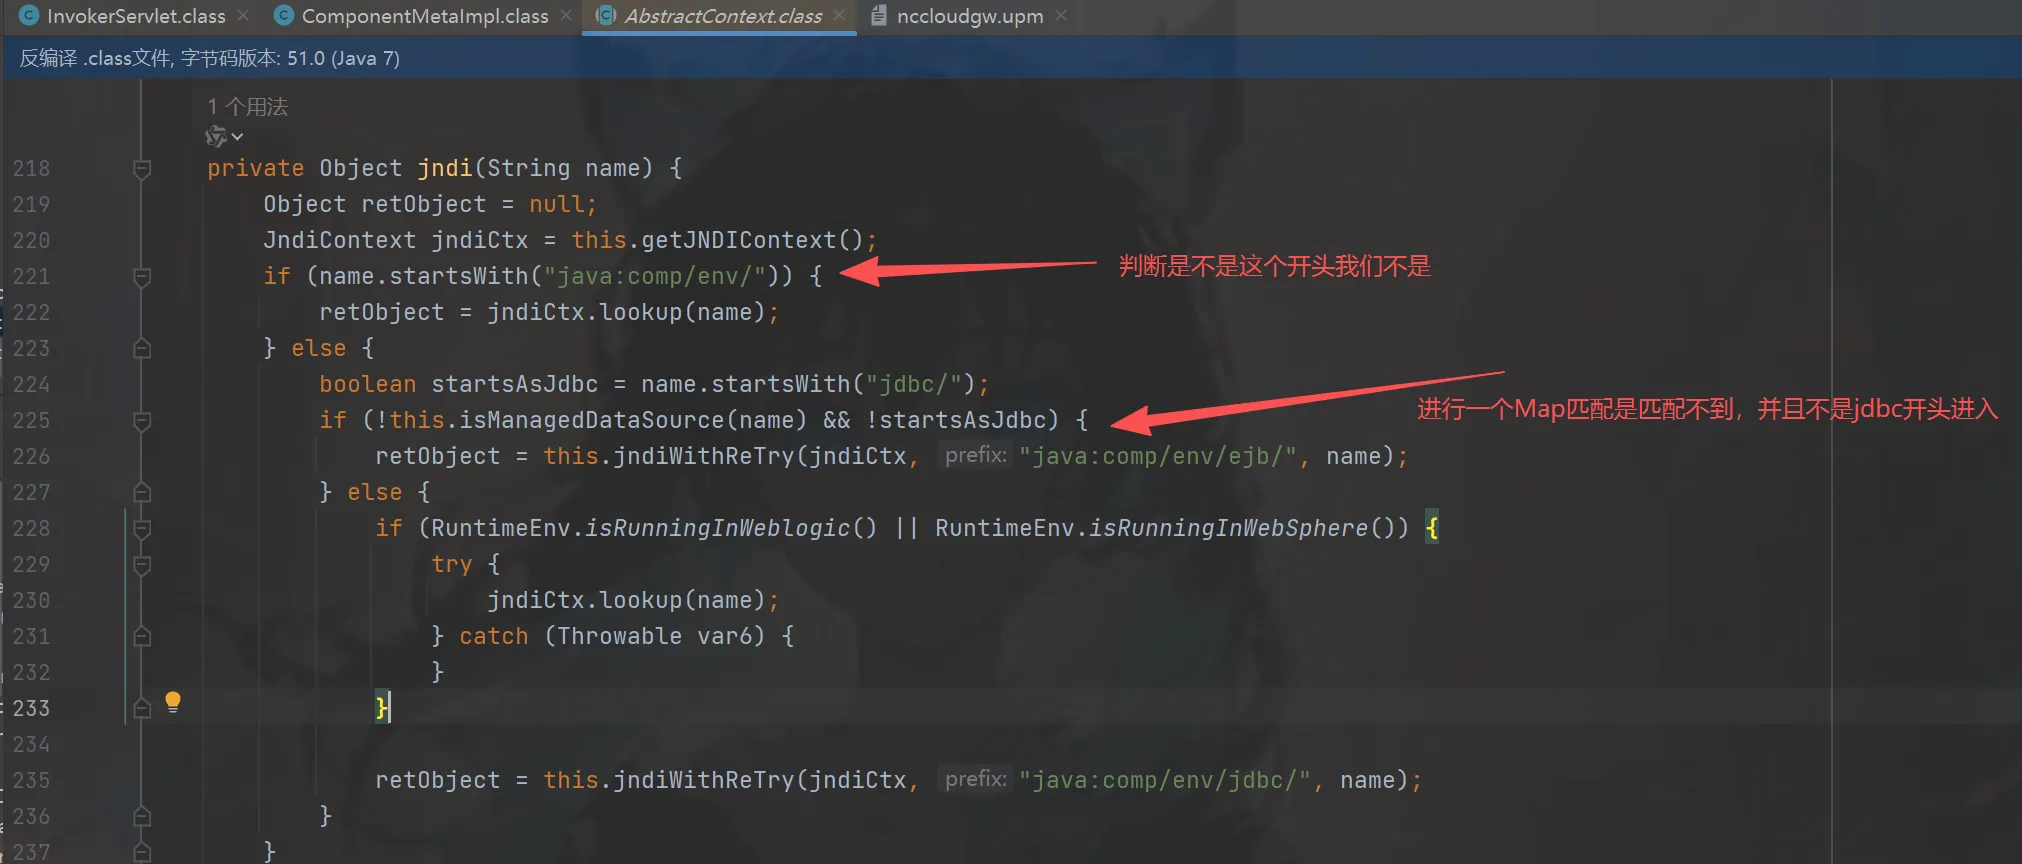 InvokerServlet.class × ComponentMetaImpl.class × AbstractContext.class × nccloudgw.upm ×
反编译 .class文件, 字节码版本: 51.0 (Java 7)
1 个用法
218 private Object jndi(String name) {
219 Object retObject = null;
220 JndiContext jndiCtx = this.getJNDIContext();
221 if (name.startsWith("java:comp/env/")) { 判断是不是这个开头我们不是
222 retObject = jndiCtx.lookup(name);
223 } else {
224 boolean startsAsJdbc = name.startsWith("jdbc/");
225 if (!this.isManagedDataSource(name) && !startsAsJdbc) { 进行一个Map匹配是匹配不到，并且不是jdbc开头进入
226 retObject = this.jndiWithReTry(jndiCtx, prefix: "java:comp/env/ejb/", name);
227 } else {
228 if (RuntimeEnv.isRunningInWeblogic() || RuntimeEnv.isRunningInWebSphere()) {
229 try {
230 jndiCtx.lookup(name);
231 } catch (Throwable var6) {
232 }
233 }
234
235 retObject = this.jndiWithReTry(jndiCtx, prefix: "java:comp/env/jdbc/", name);
236 }
237 }